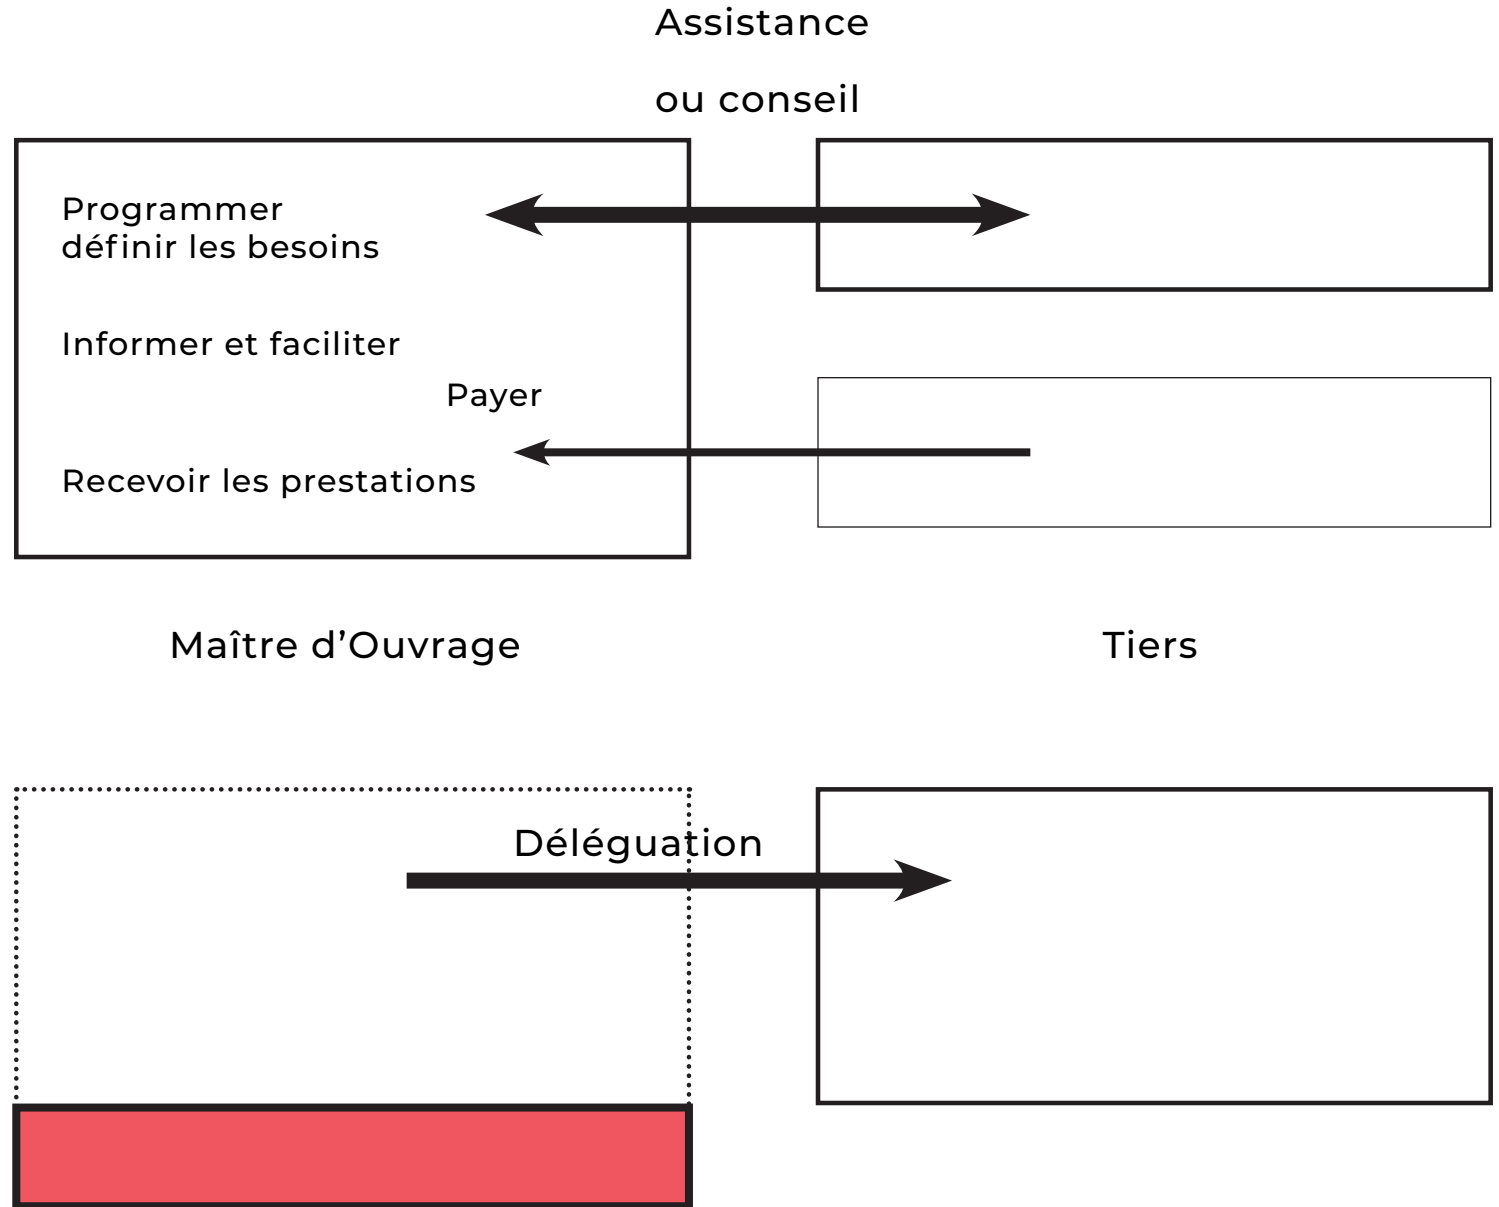 Assistance
ou conseil
Programmer
définir les besoins
Informer et faciliter
Payer
Recevoir les prestations
Maître d’Ouvrage
Tiers
Déléguation